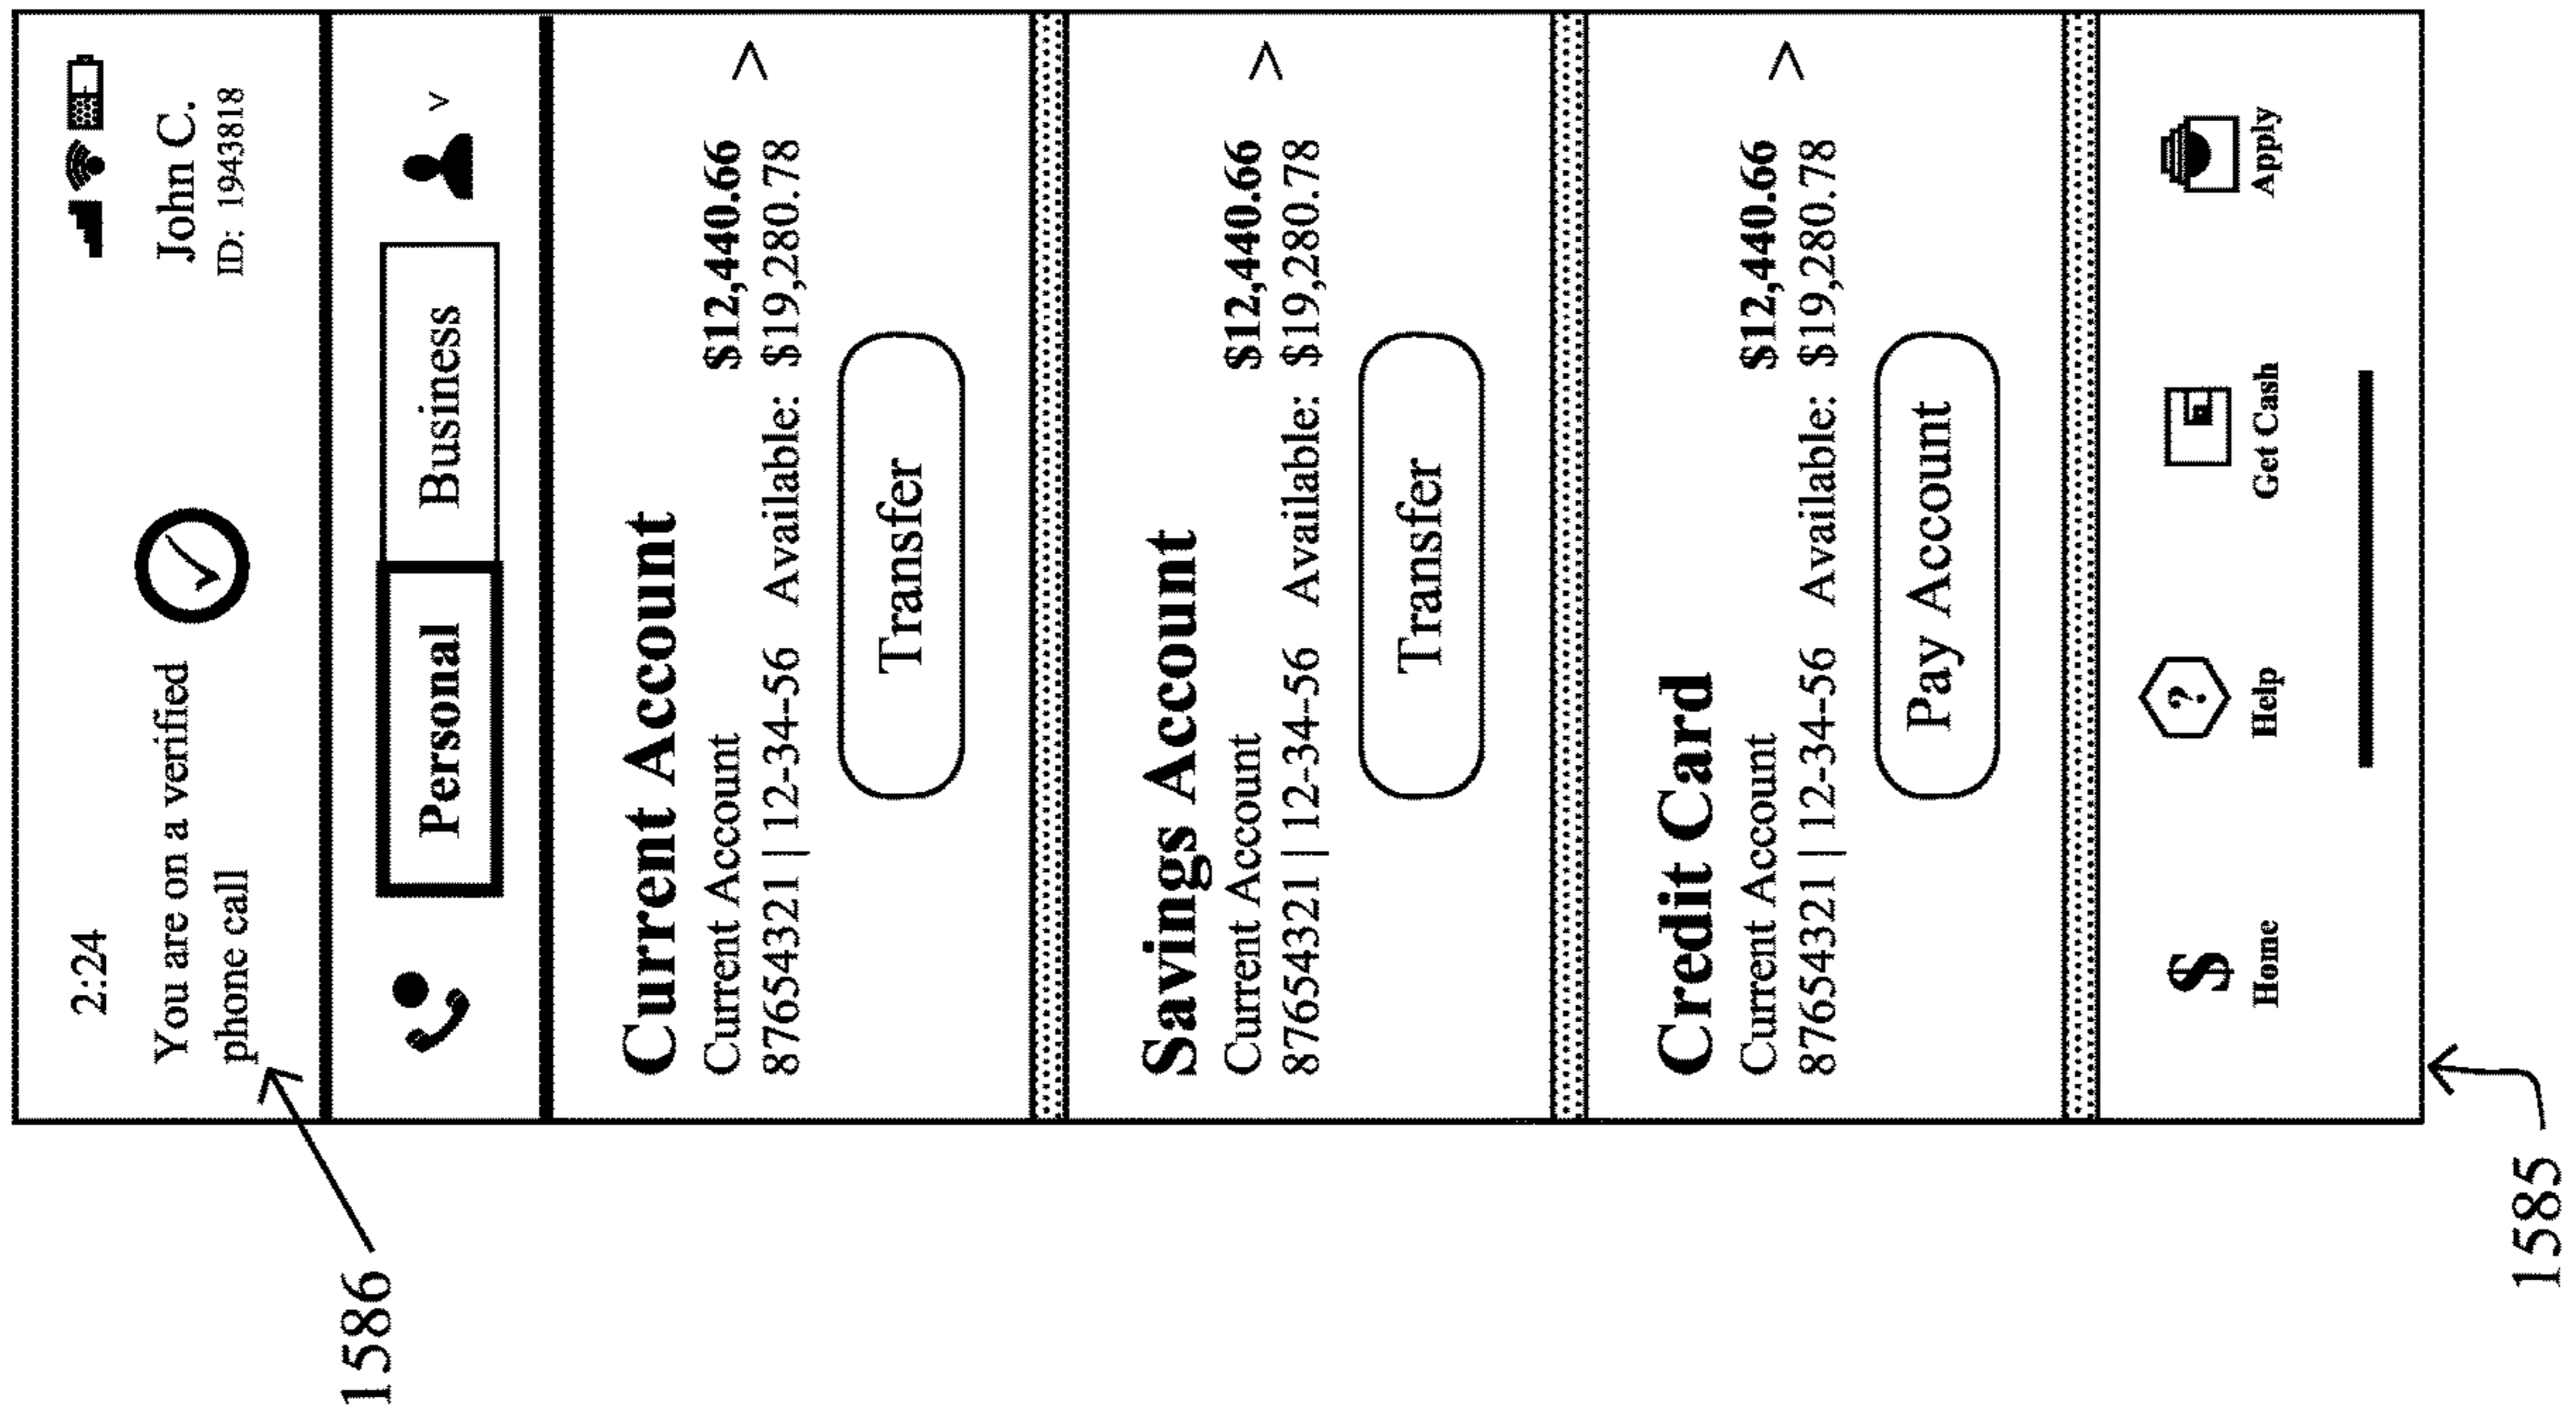 2:24
You are on a verified
phone call
John C.
ID: 1943818
Personal
Business
v
Current Account
Current Account
$12,440.66
>
87654321 | 12-34-56 Available: $19,280.78
Transfer
Savings Account
Current Account
$12,440.66
>
87654321 | 12-34-56 Available: $19,280.78
Transfer
Credit Card
Current Account
$12,440.66
>
87654321 | 12-34-56 Available: $19,280.78
Pay Account
$
?
Home
Help
Get Cash
Apply
1586
1585